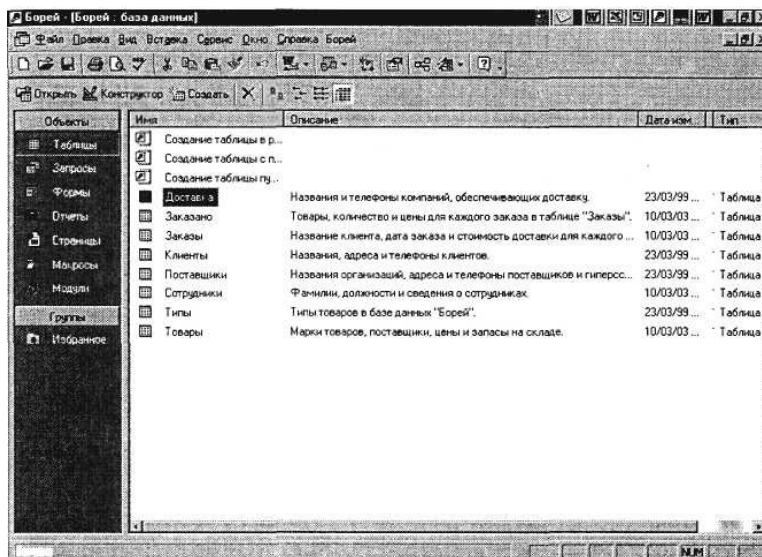 Борей - [Борей : база данных]
Файл Правка Вид Вставка Сервис Окно Справка Борей
Открыть Конструктор Создать
Объекты
Таблицы
Запросы
Формы
Отчеты
Страницы
Макросы
Модули
Группы
Избранное
Имя Описание Дата изм... Тип
Создание таблицы в р...
Создание таблицы с п...
Создание таблицы пу...
Доставка Названия и телефоны компаний, обеспечивающих доставку. 23/03/99 ... Таблица
Заказано Товары, количество и цены для каждого заказа в таблице "Заказы". 10/03/03 ... Таблица
Заказы Название клиента, дата заказа и стоимость доставки для каждого ... 10/03/03 ... Таблица
Клиенты Названия, адреса и телефоны клиентов. 23/03/99 ... Таблица
Поставщики Названия организаций, адреса и телефоны поставщиков и гиперсс... 23/03/99 ... Таблица
Сотрудники Фамилии, должности и сведения о сотрудниках. 10/03/03 ... Таблица
Типы Типы товаров в базе данных "Борей". 23/03/99 ... Таблица
Товары Марки товаров, поставщики, цены и запасы на складе. 10/03/03 ... Таблица
NUM